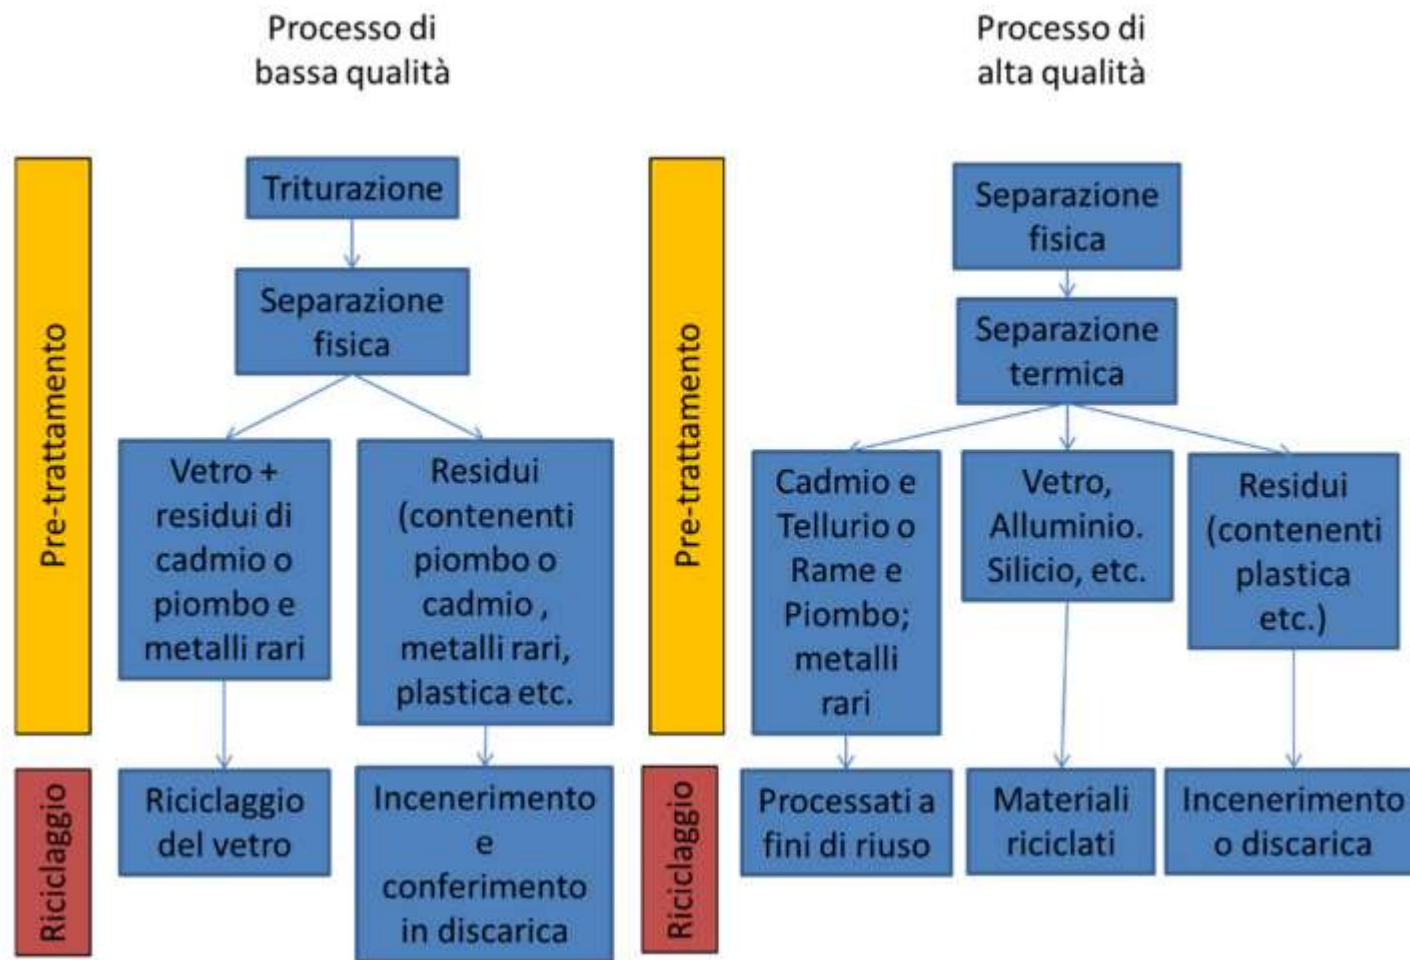 Processo di
bassa qualità
Pre-trattamento
Triturazione
Separazione
fisica
Vetro +
residui di
cadmio o
piombo e
metalli rari
Residui
(contenenti
piombo o
cadmio ,
metalli rari,
plastica etc.
Riciclaggio
Riciclaggio
del vetro
Incenerimento
e
conferimento
in discarica
Processo di
alta qualità
Pre-trattamento
Separazione
fisica
Separazione
termica
Cadmio e
Tellurio o
Rame e
Piombo;
metalli
rari
Vetro,
Alluminio.
Silicio, etc.
Residui
(contenenti
plastica
etc.)
Riciclaggio
Processati a
fini di riuso
Materiali
riciclati
Incenerimento
o discarica